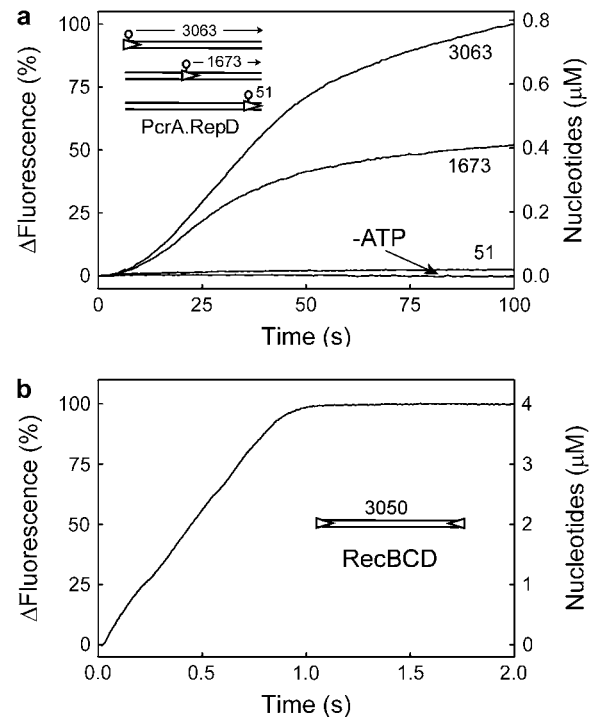 a
100
75
50
25
0
ΔFluorescence (%)
3063
1673
51
PcrA.RepD
3063
1673
51
-ATP
0.8
0.6
0.4
0.2
0.0
Nucleotides (μM)
0 25 50 75 100
Time (s)
b
100
75
50
25
0
ΔFluorescence (%)
3050
RecBCD
4
3
2
1
0
Nucleotides (μM)
0.0 0.5 1.0 1.5 2.0
Time (s)